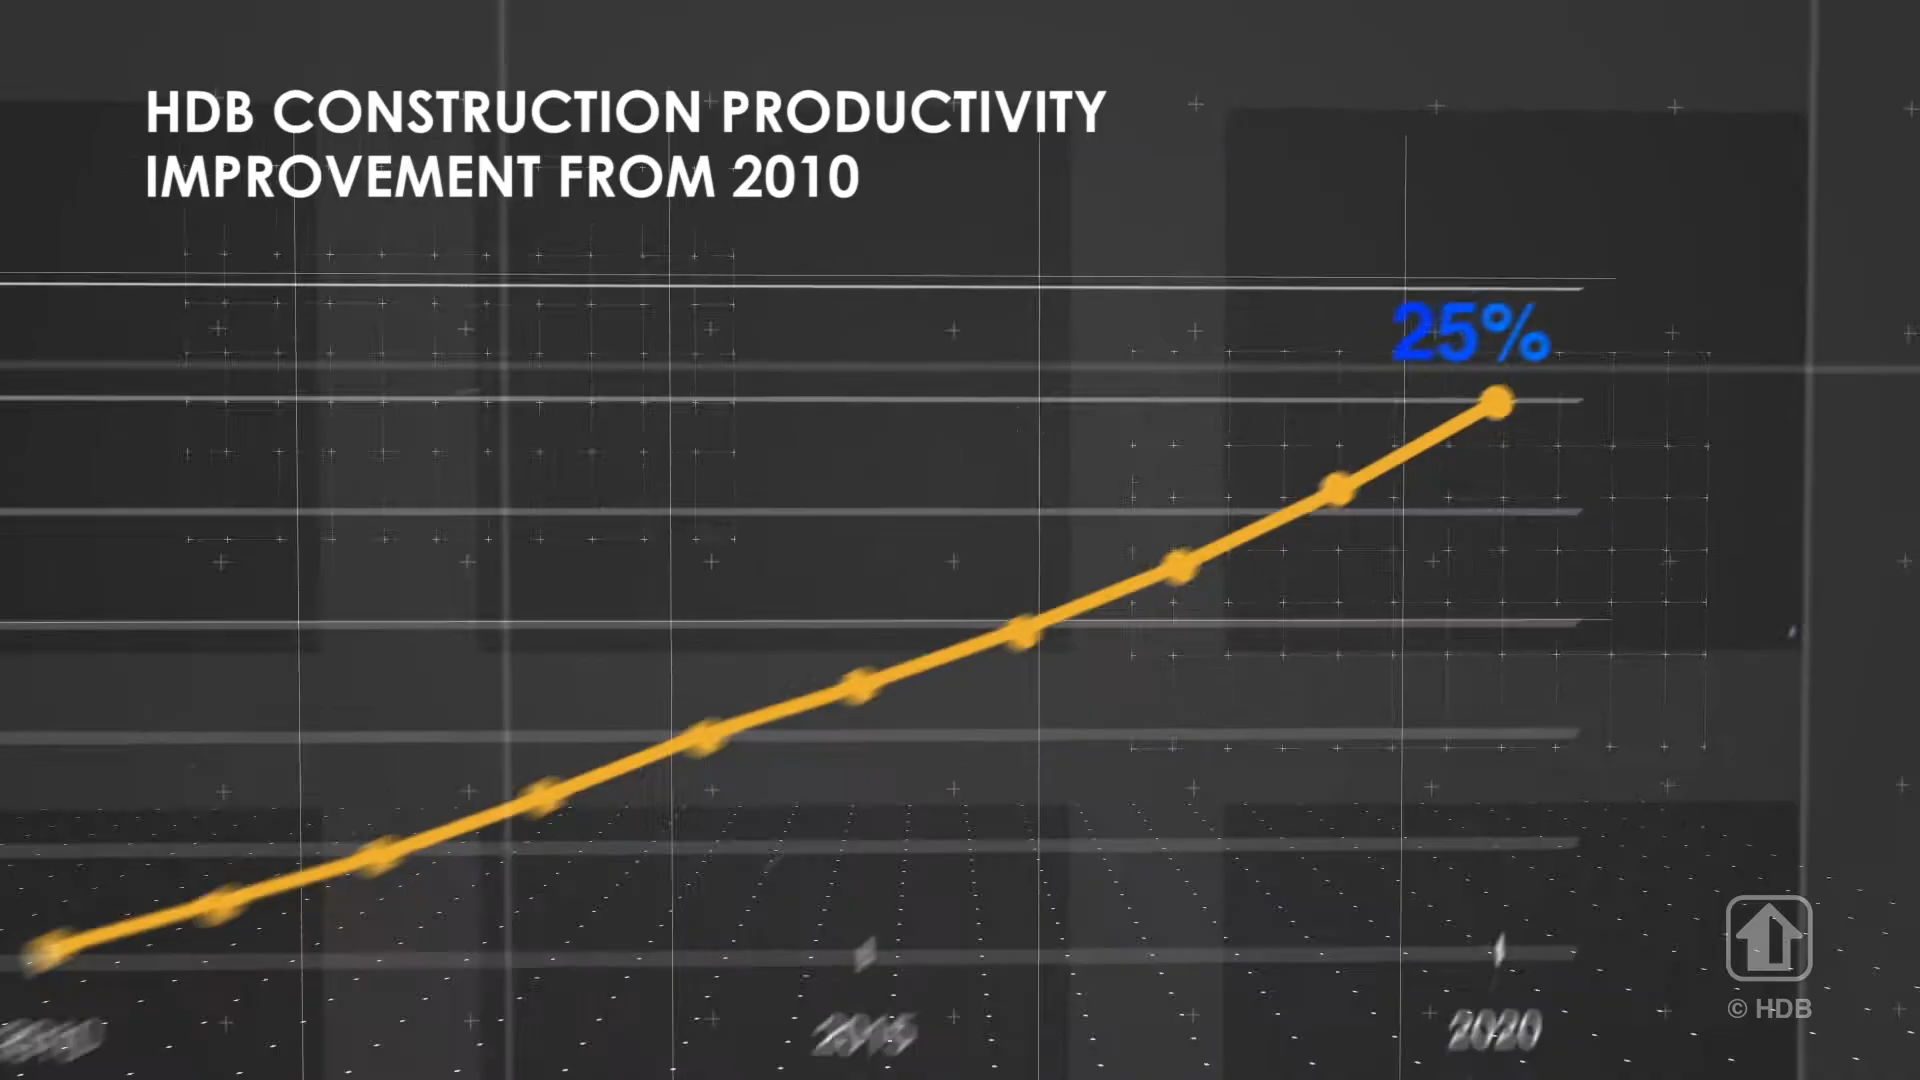 HDB CONSTRUCTION PRODUCTIVITY
IMPROVEMENT FROM 2010
25%
2015
2020
© HDB